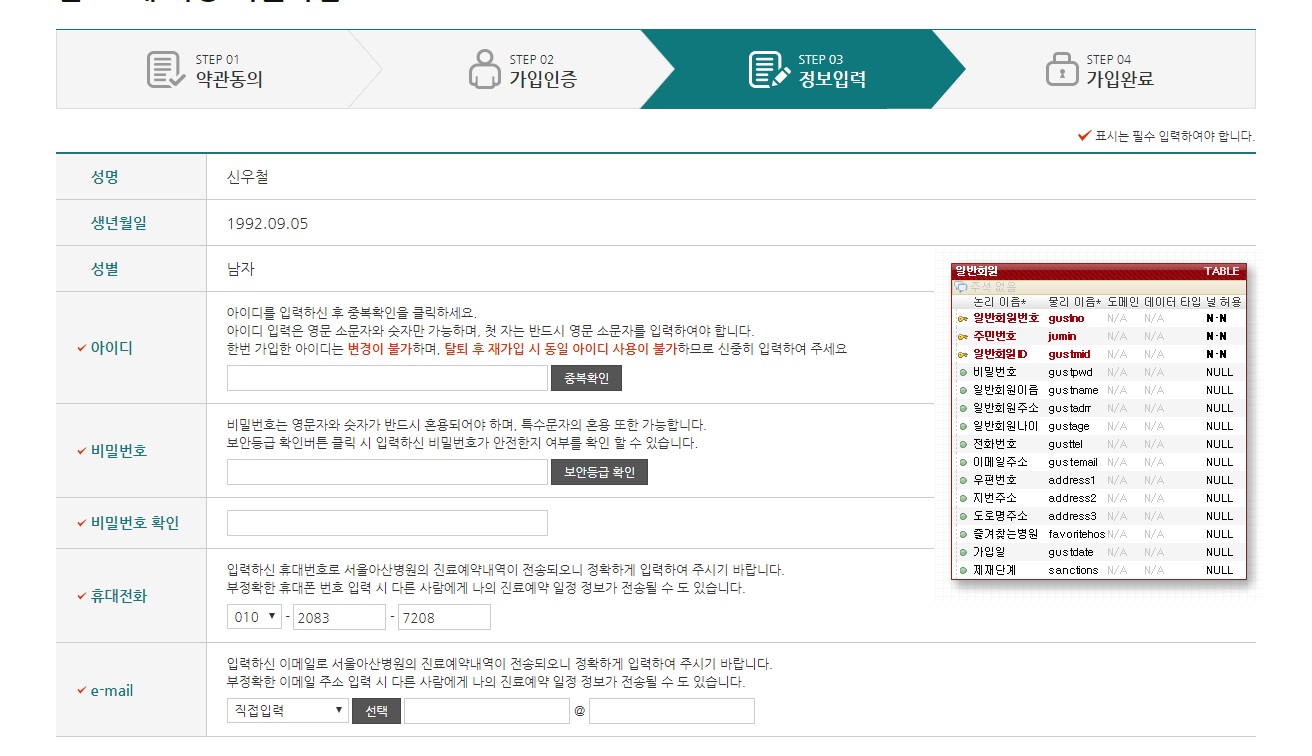 STEP 01
약관동의
STEP 02
가입인증
STEP 03
정보입력
STEP 04
가입완료
표시는 필수 입력하여야 합니다.
성명
신우철
생년월일
1992.09.05
성별
남자
아이디
아이디를 입력하신 후 중복확인을 클릭하세요.
아이디 입력은 영문 소문자와 숫자만 가능하며, 첫 자는 반드시 영문 소문자를 입력하여야 합니다.
한번 가입한 아이디는 변경이 불가하며, 탈퇴 후 재가입 시 동일 아이디 사용이 불가하므로 신중히 입력하여 주세요
중복확인
비밀번호
비밀번호는 영문자와 숫자가 반드시 혼용되어야 하며, 특수문자의 혼용 또한 가능합니다.
보안등급 확인버튼 클릭 시 입력하신 비밀번호가 안전한지 여부를 확인 할 수 있습니다.
보안등급 확인
비밀번호 확인
휴대전화
입력하신 휴대번호로 서울아산병원의 진료예약내역이 전송되오니 정확하게 입력하여 주시기 바랍니다.
부정확한 휴대폰 번호 입력 시 다른 사람에게 나의 진료예약 일정 정보가 전송될 수 도 있습니다.
010 - 2083 - 7208
e-mail
입력하신 이메일로 서울아산병원의 진료예약내역이 전송되오니 정확하게 입력하여 주시기 바랍니다.
부정확한 이메일 주소 입력 시 다른 사람에게 나의 진료예약 일정 정보가 전송될 수 도 있습니다.
직접입력 선택 @
일반회원 TABLE
주석 없음
논리 이름* 물리 이름* 도메인 데이터 타입 널 허용
일반회원번호 gustno N/A N/A N-N
주민번호 jumin N/A N/A N-N
일반회원ID gustmid N/A N/A N-N
비밀번호 gustpwd N/A N/A NULL
일반회원이름 gustname N/A N/A NULL
일반회원주소 gustadrr N/A N/A NULL
일반회원나이 gustage N/A N/A NULL
전화번호 gusttel N/A N/A NULL
이메일주소 gustemail N/A N/A NULL
우편번호 address1 N/A N/A NULL
지번주소 address2 N/A N/A NULL
도로명주소 address3 N/A N/A NULL
즐겨찾는병원 favoritehos N/A N/A NULL
가입일 gustdate N/A N/A NULL
제재단계 sanctions N/A N/A NULL